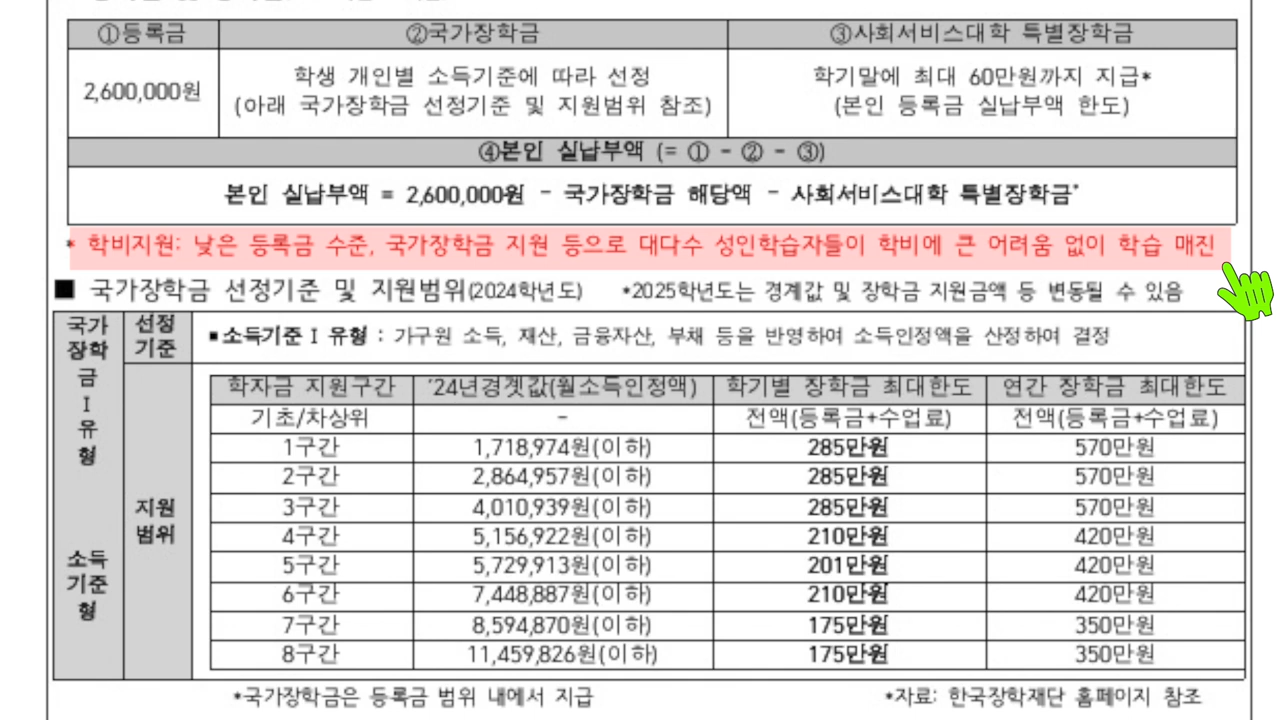 ①등록금 ②국가장학금 ③사회서비스대학 특별장학금
2,600,000원
학생 개인별 소득기준에 따라 선정
(아래 국가장학금 선정기준 및 지원범위 참조)
학기말에 최대 60만원까지 지급*
(본인 등록금 실납부액 한도)
④본인 실납부액 (= ① - ② - ③)
본인 실납부액 = 2,600,000원 - 국가장학금 해당액 - 사회서비스대학 특별장학금*
* 학비지원: 낮은 등록금 수준, 국가장학금 지원 등으로 대다수 성인학습자들이 학비에 큰 어려움 없이 학습 매진
■ 국가장학금 선정기준 및 지원범위(2024학년도) *2025학년도는 경계값 및 장학금 지원금액 등 변동될 수 있음
국가
장학
금
I
유
형
소득
기준
형
선정
기준
▪소득기준 I 유형 : 가구원 소득, 재산, 금융자산, 부채 등을 반영하여 소득인정액을 산정하여 결정
지원
범위
학자금 지원구간 '24년경곗값(월소득인정액) 학기별 장학금 최대한도 연간 장학금 최대한도
기초/차상위 - 전액(등록금+수업료) 전액(등록금+수업료)
1구간 1,718,974원(이하) 285만원 570만원
2구간 2,864,957원(이하) 285만원 570만원
3구간 4,010,939원(이하) 285만원 570만원
4구간 5,156,922원(이하) 210만원 420만원
5구간 5,729,913원(이하) 201만원 420만원
6구간 7,448,887원(이하) 210만원 420만원
7구간 8,594,870원(이하) 175만원 350만원
8구간 11,459,826원(이하) 175만원 350만원
*국가장학금은 등록금 범위 내에서 지급 *자료: 한국장학재단 홈페이지 참조